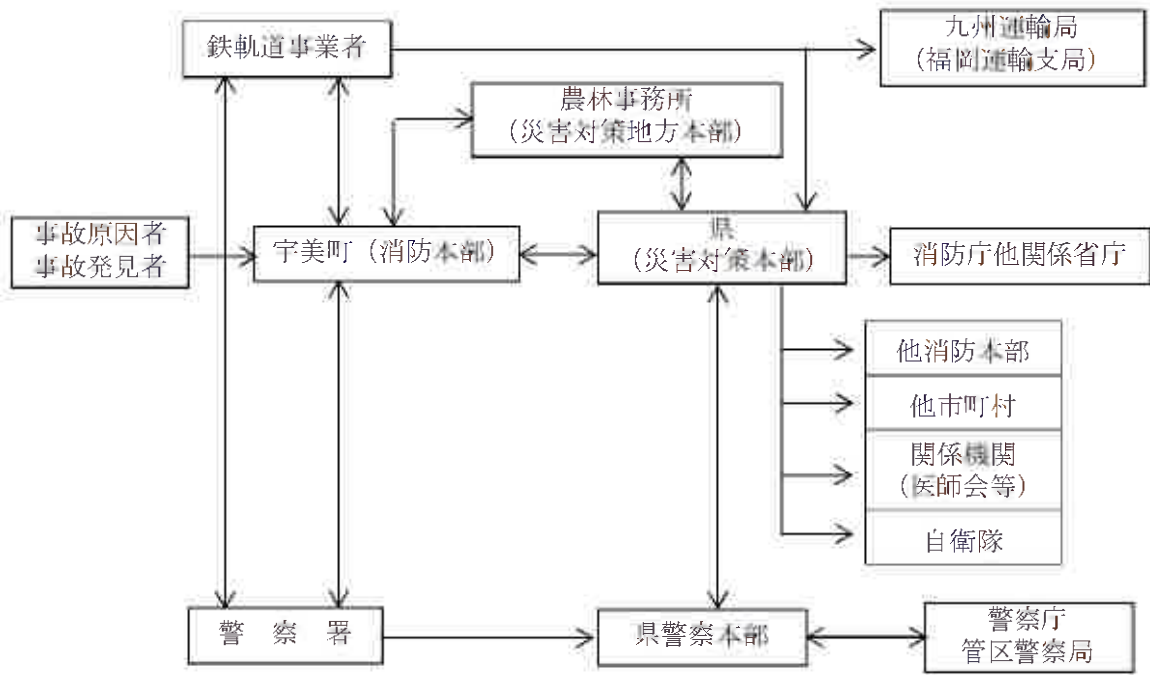 鉄軌道事業者
九州運輸局
(福岡運輸支局)
農林事務所
(災害対策地方本部)
事故原因者
事故発見者
宇美町(消防本部)
県
(災害対策本部)
消防庁他関係省庁
他消防本部
他市町村
関係機関
(医師会等)
自衛隊
警 察 署
県警察本部
警察庁
管区警察局